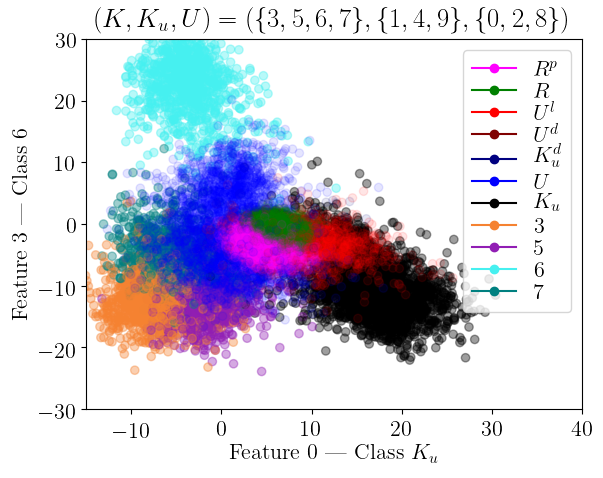 (K, K_u, U) = ({3, 5, 6, 7}, {1, 4, 9}, {0, 2, 8})
Feature 3 — Class 6
30
20
10
0
−10
−20
−30
R^p
R
U^l
U^d
K_u^d
U
K_u
3
5
6
7
−10
0
10
20
30
40
Feature 0 — Class K_u